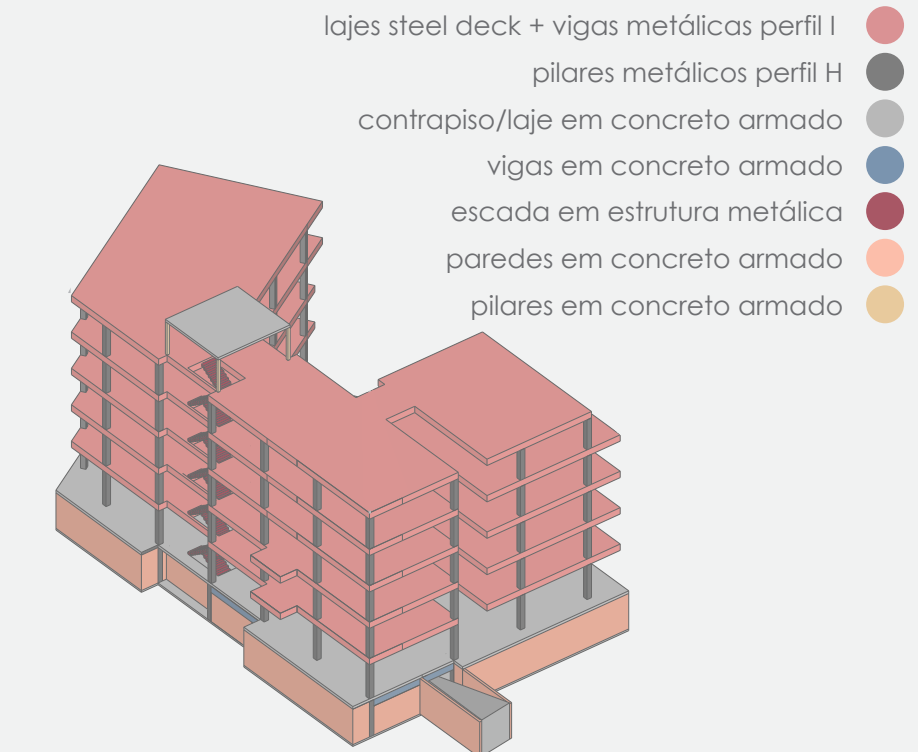 lajes steel deck + vigas metálicas perfil I
pilares metálicos perfil H
contrapiso/laje em concreto armado
vigas em concreto armado
escada em estrutura metálica
paredes em concreto armado
pilares em concreto armado